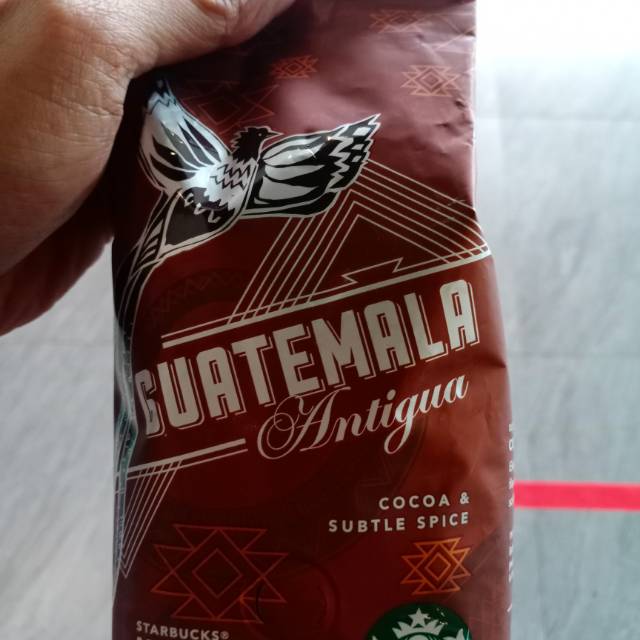 GUATEMALA
Antigua
COCOA &
SUBTLE SPICE
STARBUCKS®